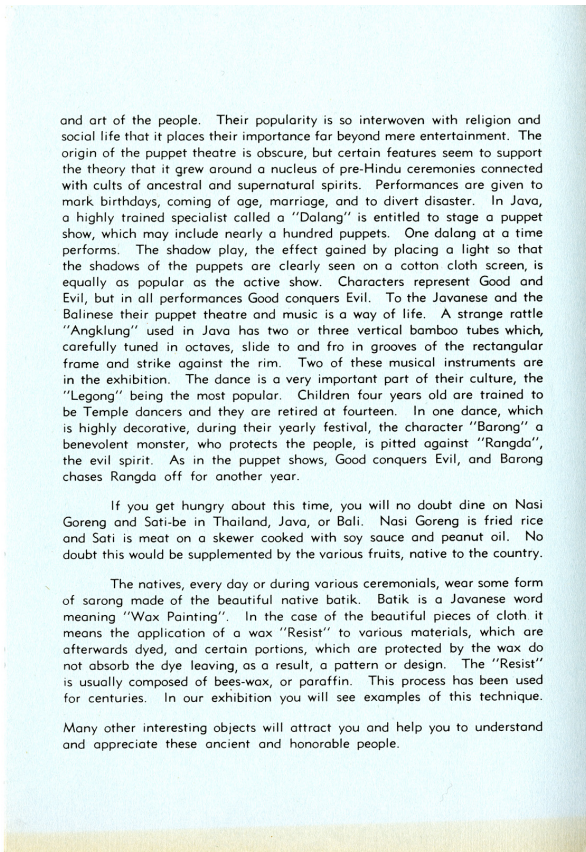 and art of the people. Their popularity is so interwoven with religion and
social life that it places their importance far beyond mere entertainment. The
origin of the puppet theatre is obscure, but certain features seem to support
the theory that it grew around a nucleus of pre-Hindu ceremonies connected
with cults of ancestral and supernatural spirits. Performances are given to
mark birthdays, coming of age, marriage, and to divert disaster. In Java,
a highly trained specialist called a "Dalang" is entitled to stage a puppet
show, which may include nearly a hundred puppets. One dalang at a time
performs. The shadow play, the effect gained by placing a light so that
the shadows of the puppets are clearly seen on a cotton cloth screen, is
equally as popular as the active show. Characters represent Good and
Evil, but in all performances Good conquers Evil. To the Javanese and the
Balinese their puppet theatre and music is a way of life. A strange rattle
"Angklung" used in Java has two or three vertical bamboo tubes which,
carefully tuned in octaves, slide to and fro in grooves of the rectangular
frame and strike against the rim. Two of these musical instruments are
in the exhibition. The dance is a very important part of their culture, the
"Legong" being the most popular. Children four years old are trained to
be Temple dancers and they are retired at fourteen. In one dance, which
is highly decorative, during their yearly festival, the character "Barong" a
benevolent monster, who protects the people, is pitted against "Rangda",
the evil spirit. As in the puppet shows, Good conquers Evil, and Barong
chases Rangda off for another year.
If you get hungry about this time, you will no doubt dine on Nasi
Goreng and Sati-be in Thailand, Java, or Bali. Nasi Goreng is fried rice
and Sati is meat on a skewer cooked with soy sauce and peanut oil. No
doubt this would be supplemented by the various fruits, native to the country.
The natives, every day or during various ceremonials, wear some form
of sarong made of the beautiful native batik. Batik is a Javanese word
meaning "Wax Painting". In the case of the beautiful pieces of cloth it
means the application of a wax "Resist" to various materials, which are
afterwards dyed, and certain portions, which are protected by the wax do
not absorb the dye leaving, as a result, a pattern or design. The "Resist"
is usually composed of bees-wax, or paraffin. This process has been used
for centuries. In our exhibition you will see examples of this technique.
Many other interesting objects will attract you and help you to understand
and appreciate these ancient and honorable people.